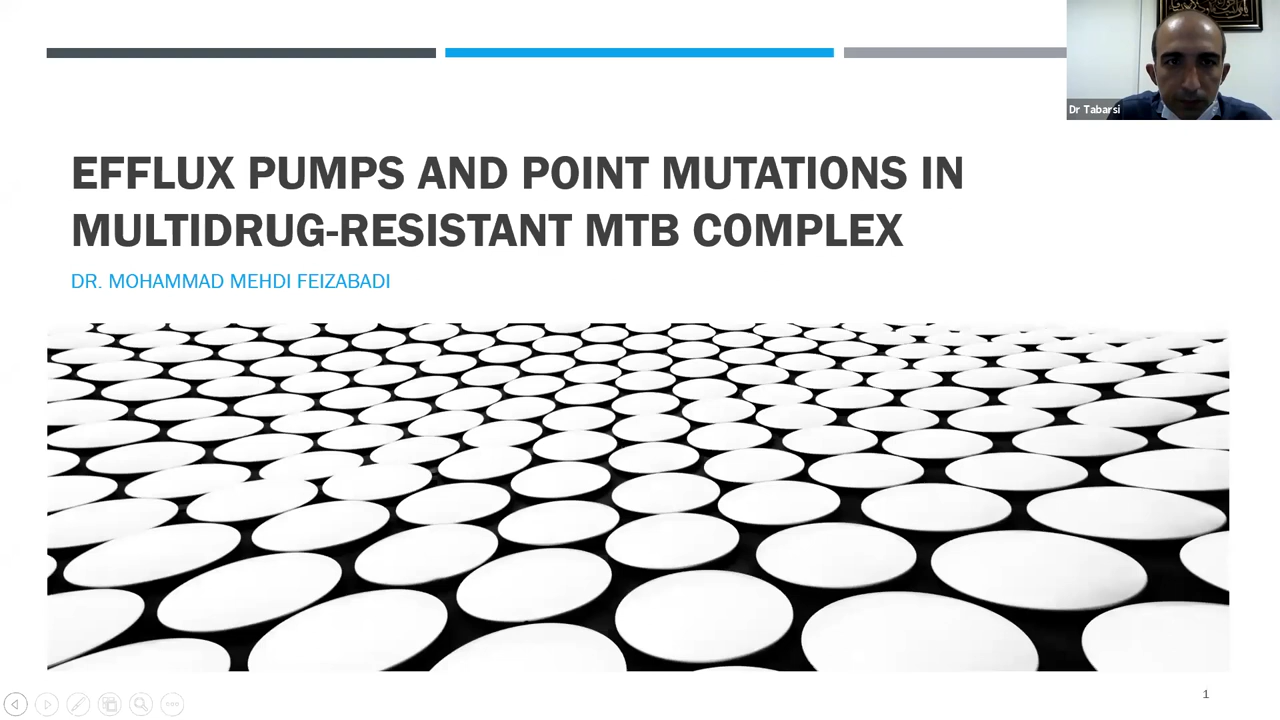 Dr Tabarsi
EFFLUX PUMPS AND POINT MUTATIONS IN
MULTIDRUG-RESISTANT MTB COMPLEX
DR. MOHAMMAD MEHDI FEIZABADI
1